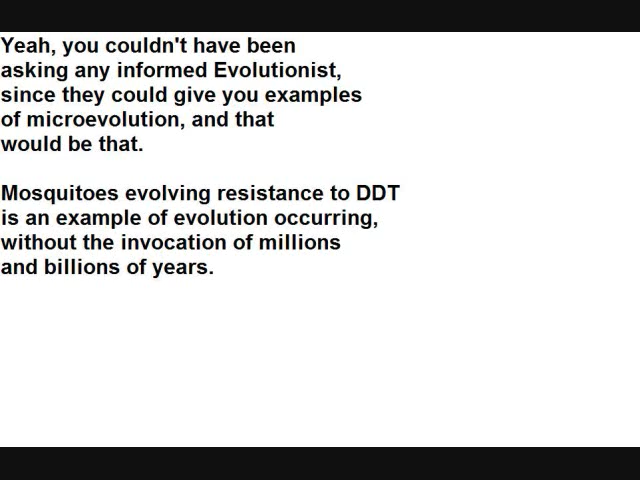 Yeah, you couldn't have been
asking any informed Evolutionist,
since they could give you examples
of microevolution, and that
would be that.
Mosquitoes evolving resistance to DDT
is an example of evolution occurring,
without the invocation of millions
and billions of years.